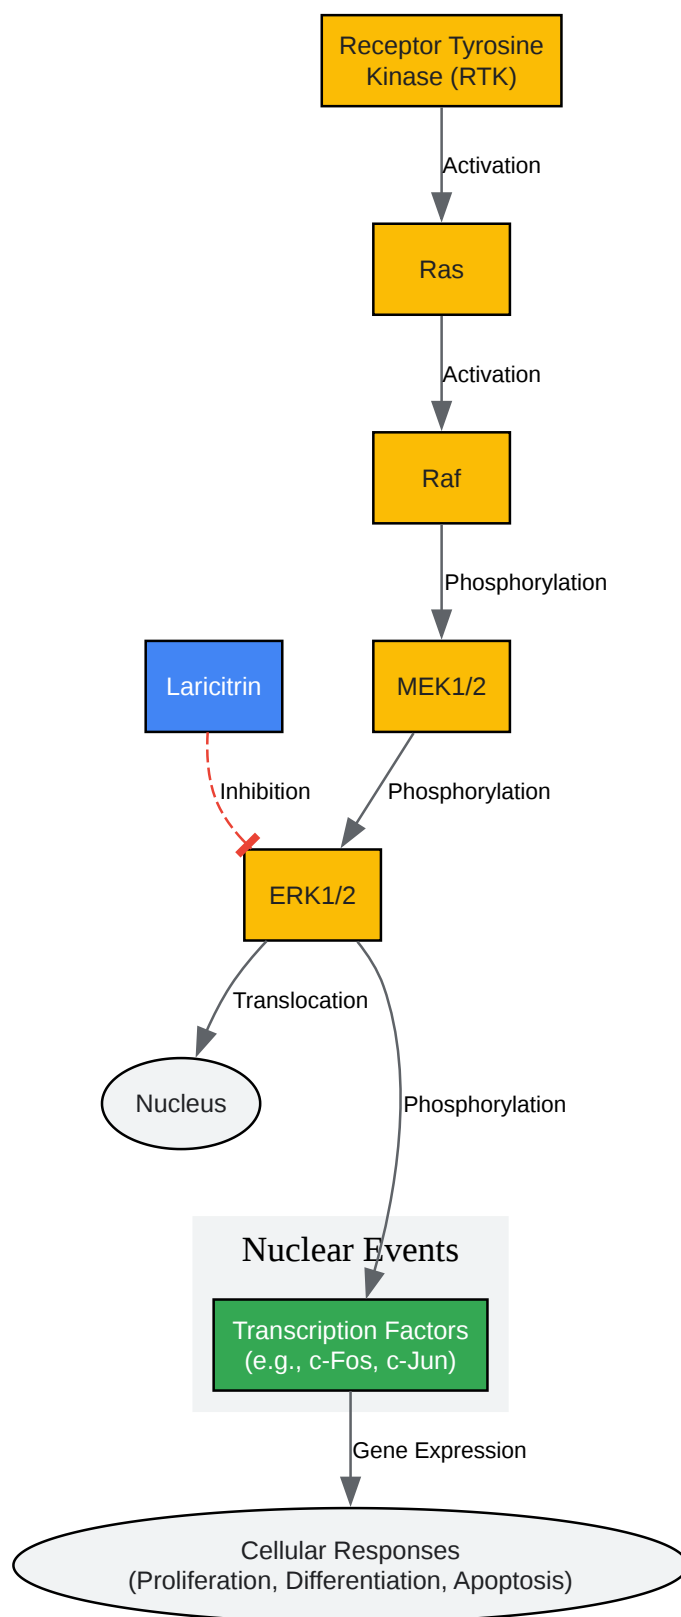 Receptor Tyrosine
Kinase (RTK)
Activation
Ras
Activation
Raf
Phosphorylation
Laricitrin
MEK1/2
Inhibition
Phosphorylation
ERK1/2
Translocation
Nucleus
Phosphorylation
Nuclear Events
Transcription Factors
(e.g., c-Fos, c-Jun)
Gene Expression
Cellular Responses
(Proliferation, Differentiation, Apoptosis)